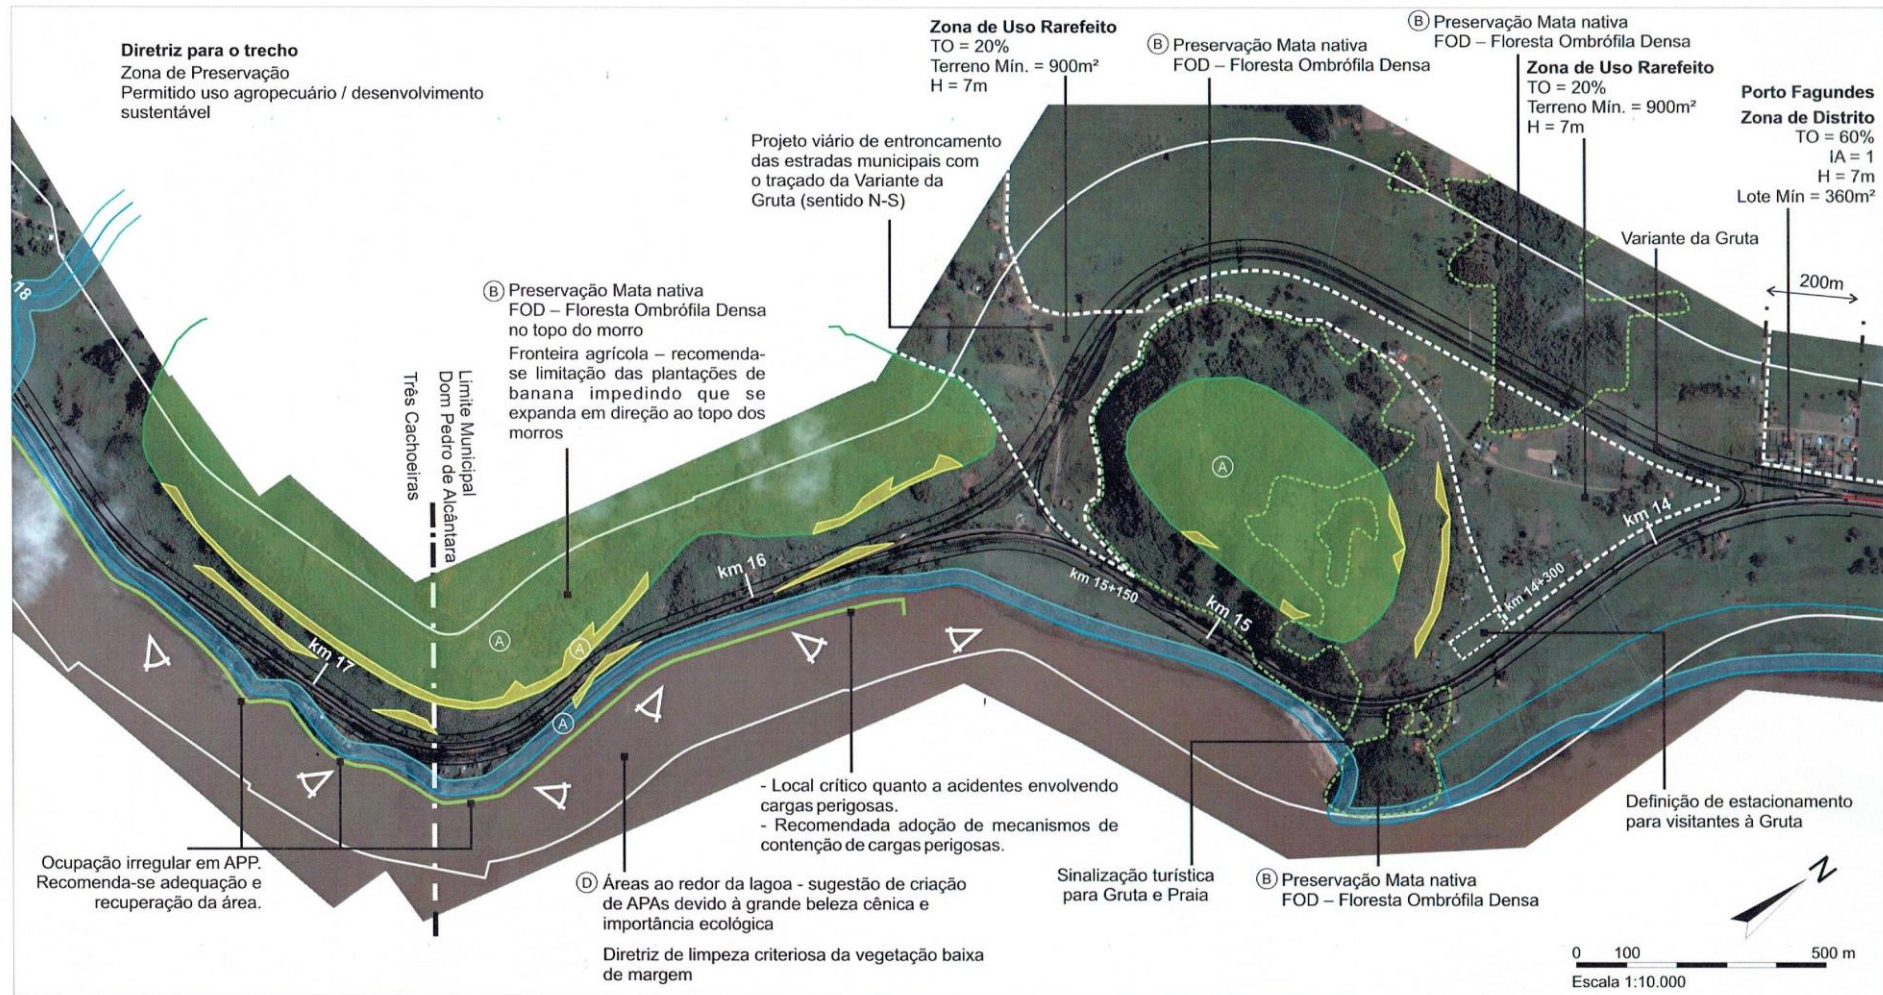 Diretriz para o trecho
Zona de Preservação
Permitido uso agropecuário / desenvolvimento
sustentável
Zona de Uso Rarefeito
TO = 20%
Terreno Mín. = 900m²
H = 7m
B Preservação Mata nativa
FOD – Floresta Ombrófila Densa
B Preservação Mata nativa
FOD – Floresta Ombrófila Densa
Zona de Uso Rarefeito
TO = 20%
Terreno Mín. = 900m²
H = 7m
Porto Fagundes
Zona de Distrito
TO = 60%
IA = 1
H = 7m
Lote Mín = 360m²
Projeto viário de entroncamento
das estradas municipais com
o traçado da Variante da
Gruta (sentido N-S)
Variante da Gruta
200m
B Preservação Mata nativa
FOD – Floresta Ombrófila Densa
no topo do morro
Fronteira agrícola – recomenda-
se limitação das plantações de
banana impedindo que se
expanda em direção ao topo dos
morros
18
Limite Municipal
Dom Pedro de Alcântara
Três Cachoeiras
A
km 14
km 16
km 15+150
km 14+300
km 15
km 17
A
A
A
- Local crítico quanto a acidentes envolvendo
cargas perigosas.
- Recomendada adoção de mecanismos de
contenção de cargas perigosas.
Definição de estacionamento
para visitantes à Gruta
Ocupação irregular em APP.
Recomenda-se adequação e
recuperação da área.
D Áreas ao redor da lagoa - sugestão de criação
de APAs devido à grande beleza cênica e
importância ecológica
Diretriz de limpeza criteriosa da vegetação baixa
de margem
Sinalização turística
para Gruta e Praia
B Preservação Mata nativa
FOD – Floresta Ombrófila Densa
N
0 100 500 m
Escala 1:10.000